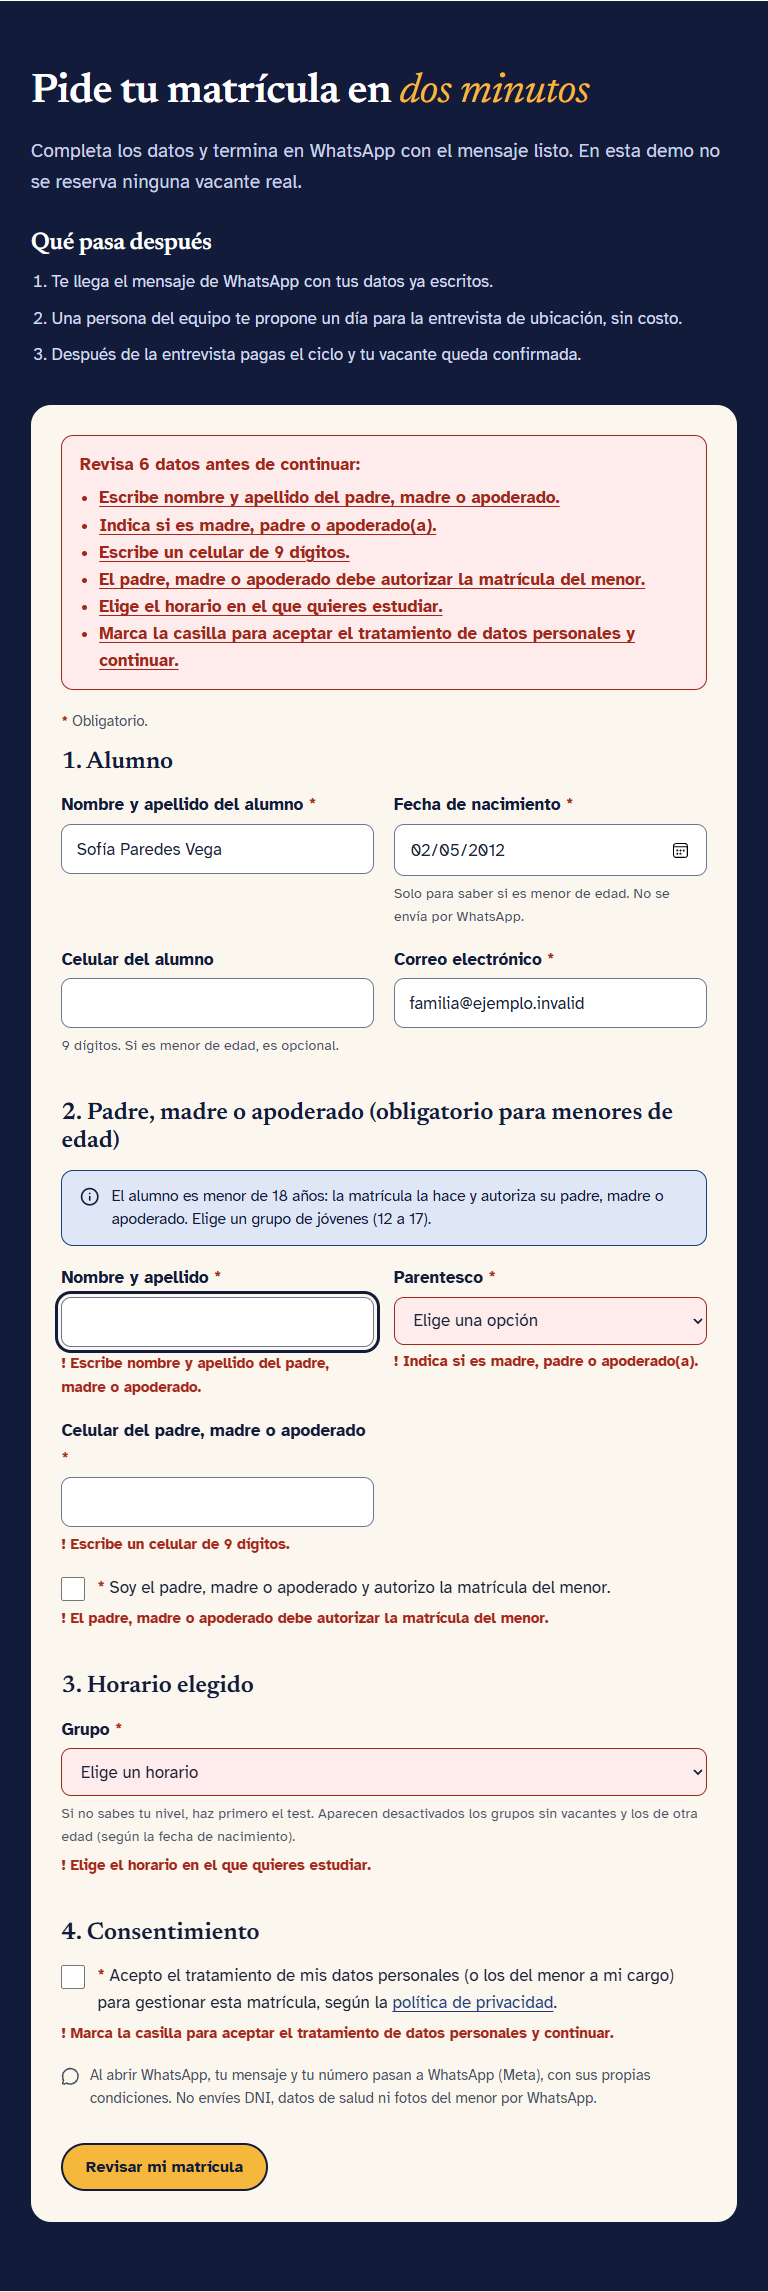 Pide tu matrícula en dos minutos
Completa los datos y termina en WhatsApp con el mensaje listo. En esta demo no
se reserva ninguna vacante real.
Qué pasa después
1. Te llega el mensaje de WhatsApp con tus datos ya escritos.
2. Una persona del equipo te propone un día para la entrevista de ubicación, sin costo.
3. Después de la entrevista pagas el ciclo y tu vacante queda confirmada.
Revisa 6 datos antes de continuar:
• Escribe nombre y apellido del padre, madre o apoderado.
• Indica si es madre, padre o apoderado(a).
• Escribe un celular de 9 dígitos.
• El padre, madre o apoderado debe autorizar la matrícula del menor.
• Elige el horario en el que quieres estudiar.
• Marca la casilla para aceptar el tratamiento de datos personales y
continuar.
* Obligatorio.
1. Alumno
Nombre y apellido del alumno *
Sofía Paredes Vega
Fecha de nacimiento *
02/05/2012
Solo para saber si es menor de edad. No se
envía por WhatsApp.
Celular del alumno
9 dígitos. Si es menor de edad, es opcional.
Correo electrónico *
familia@ejemplo.invalid
2. Padre, madre o apoderado (obligatorio para menores de
edad)
El alumno es menor de 18 años: la matrícula la hace y autoriza su padre, madre o
apoderado. Elige un grupo de jóvenes (12 a 17).
Nombre y apellido *
! Escribe nombre y apellido del padre,
madre o apoderado.
Parentesco *
Elige una opción
! Indica si es madre, padre o apoderado(a).
Celular del padre, madre o apoderado
*
! Escribe un celular de 9 dígitos.
* Soy el padre, madre o apoderado y autorizo la matrícula del menor.
! El padre, madre o apoderado debe autorizar la matrícula del menor.
3. Horario elegido
Grupo *
Elige un horario
Si no sabes tu nivel, haz primero el test. Aparecen desactivados los grupos sin vacantes y los de otra
edad (según la fecha de nacimiento).
! Elige el horario en el que quieres estudiar.
4. Consentimiento
* Acepto el tratamiento de mis datos personales (o los del menor a mi cargo)
para gestionar esta matrícula, según la política de privacidad.
! Marca la casilla para aceptar el tratamiento de datos personales y continuar.
Al abrir WhatsApp, tu mensaje y tu número pasan a WhatsApp (Meta), con sus propias
condiciones. No envíes DNI, datos de salud ni fotos del menor por WhatsApp.
Revisar mi matrícula